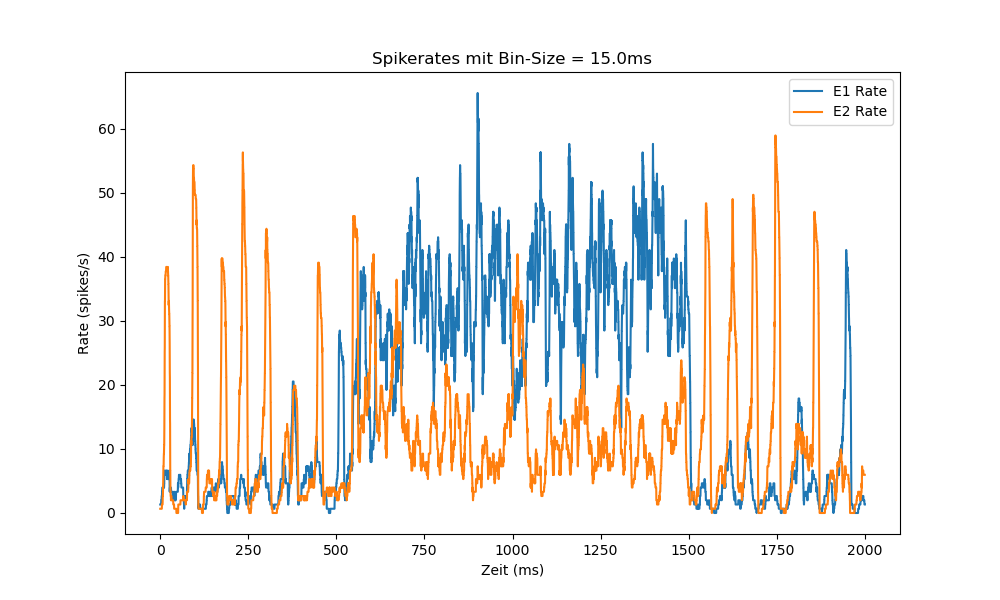 Spikerates mit Bin-Size = 15.0ms
E1 Rate
E2 Rate
Rate (spikes/s)
60
50
40
30
20
10
0
0 250 500 750 1000 1250 1500 1750 2000
Zeit (ms)